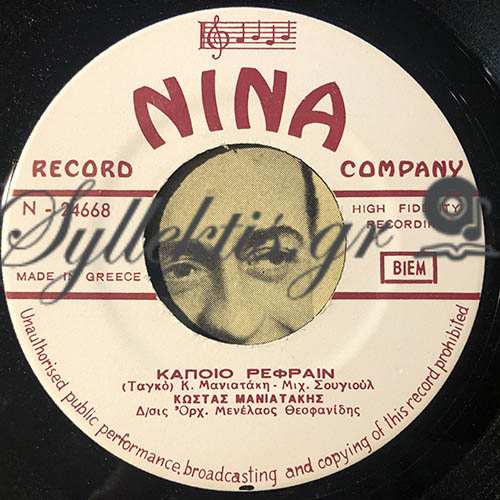 NINA
RECORD COMPANY
N - 24668
HIGH FIDELITY
RECORDING
MADE IN GREECE
BIEM
Syllektis.gr
ΚΑΠΟΙΟ ΡΕΦΡΑΙΝ
(Ταγκό) Κ. Μανιατάκη - Μιχ. Σουγιούλ
ΚΩΣΤΑΣ ΜΑΝΙΑΤΑΚΗΣ
Δ/σις Ὀρχ. Μενέλαος Θεοφανίδης
Unauthorised public performance, broadcasting and copying of this record prohibited